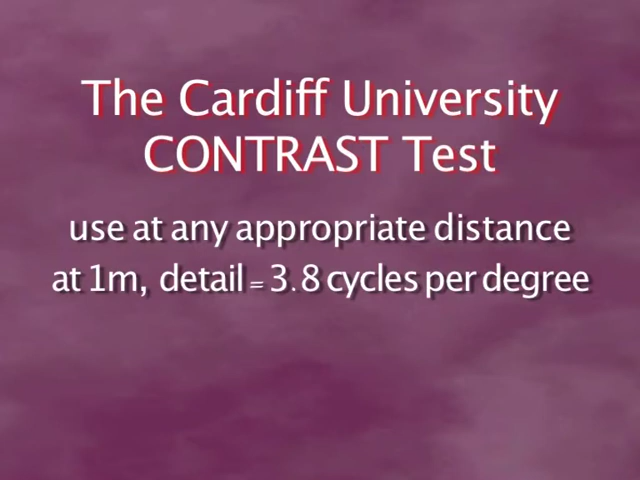 The Cardiff University
CONTRAST Test
use at any appropriate distance
at 1m, detail = 3.8 cycles per degree